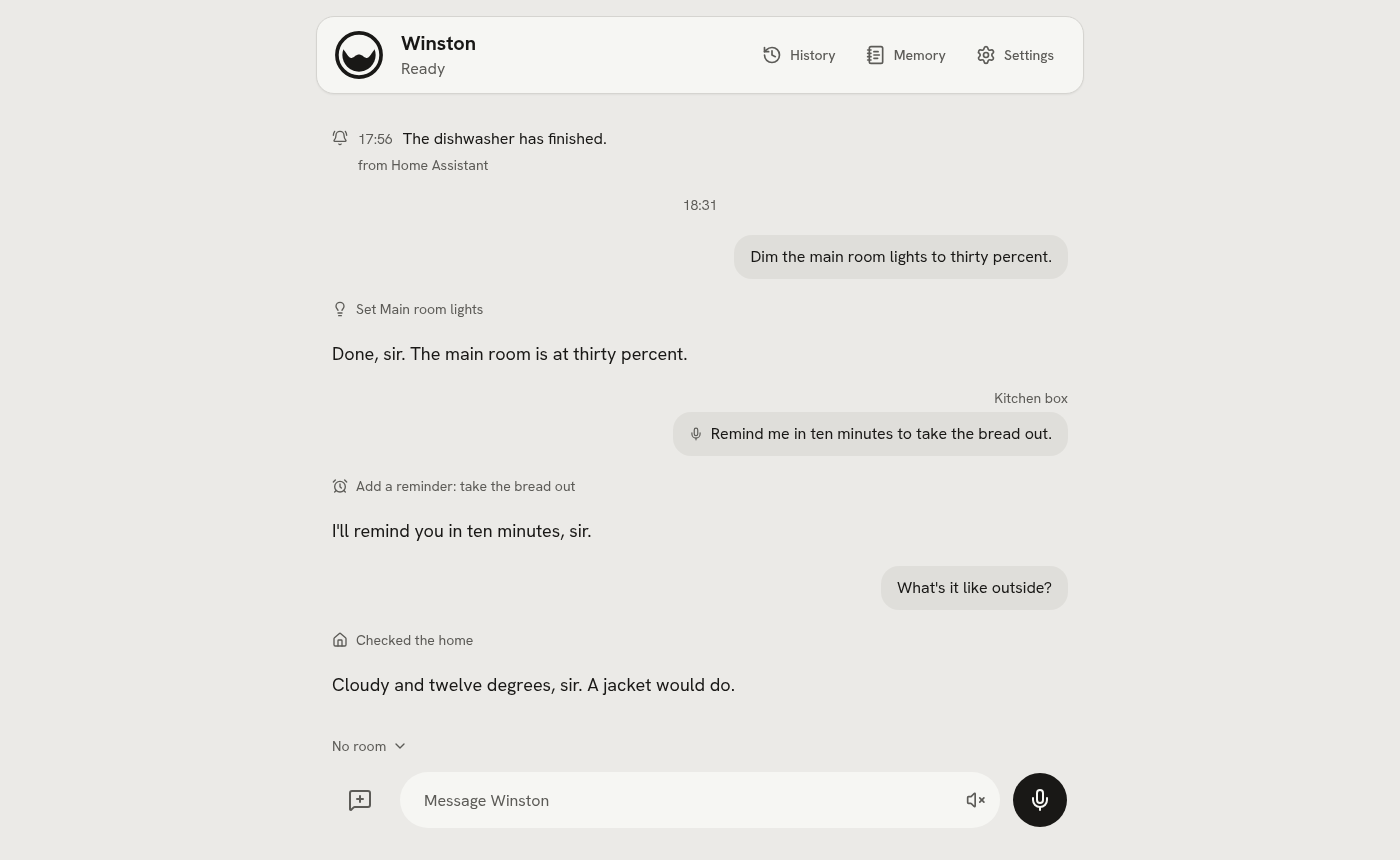 Winston
Ready
History
Memory
Settings
17:56 The dishwasher has finished.
from Home Assistant
18:31
Dim the main room lights to thirty percent.
Set Main room lights
Done, sir. The main room is at thirty percent.
Kitchen box
Remind me in ten minutes to take the bread out.
Add a reminder: take the bread out
I'll remind you in ten minutes, sir.
What's it like outside?
Checked the home
Cloudy and twelve degrees, sir. A jacket would do.
No room
Message Winston